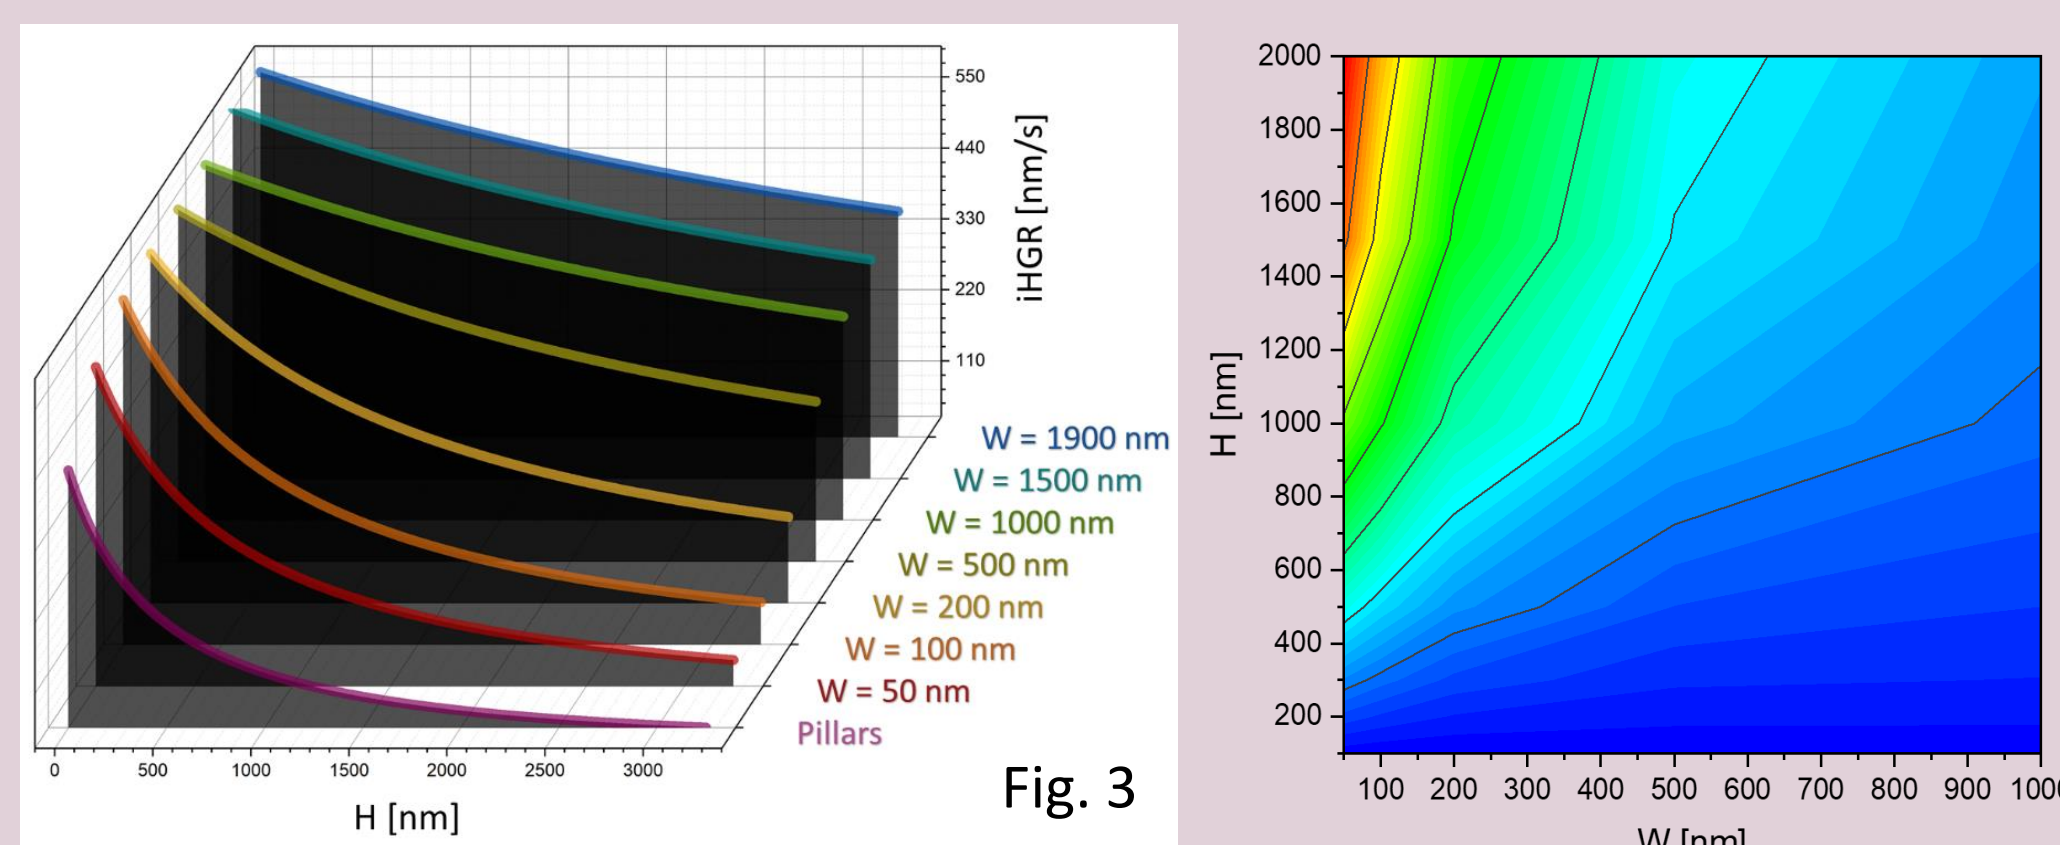 550
440
330
220
110
iHGR [nm/s]
W = 1900 nm
W = 1500 nm
W = 1000 nm
W = 500 nm
W = 200 nm
W = 100 nm
W = 50 nm
Pillars
0 500 1000 1500 2000 2500 3000
H [nm]
Fig. 3
2000
1800
1600
1400
1200
1000
800
600
400
200
H [nm]
100 200 300 400 500 600 700 800 900 1000
W [nm]